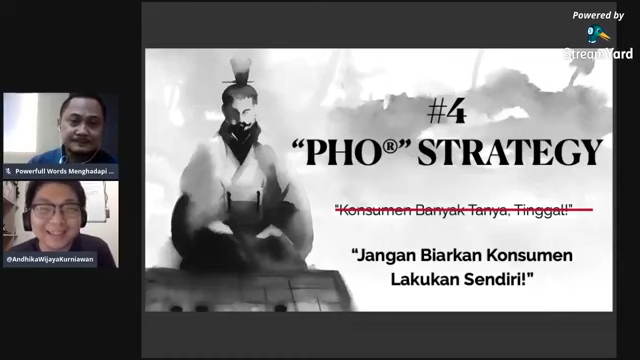 Powered by
StreamYard
#4
“PHO®” STRATEGY
“Konsumen Banyak Tanya, Tinggal!”
“Jangan Biarkan Konsumen
Lakukan Sendiri!”
Powerfull Words Menghadapi ...
@AndhikaWijayaKurniawan